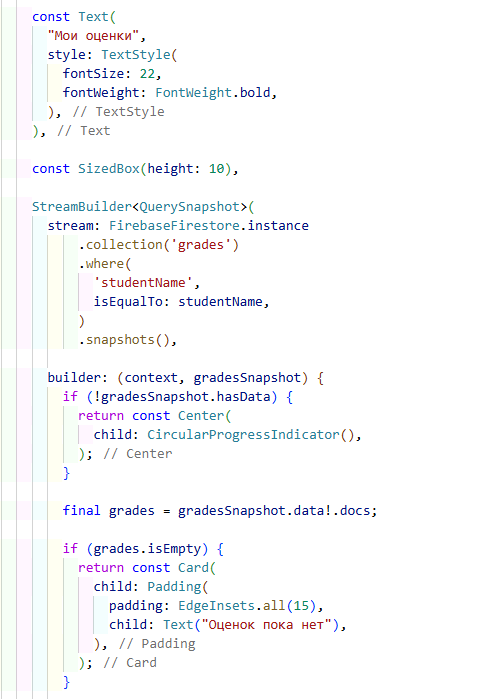 const Text(
"Мои оценки",
style: TextStyle(
fontSize: 22,
fontWeight: FontWeight.bold,
), // TextStyle
), // Text
const SizedBox(height: 10),
StreamBuilder<QuerySnapshot>(
stream: FirebaseFirestore.instance
.collection('grades')
.where(
'studentName',
isEqualTo: studentName,
)
.snapshots(),
builder: (context, gradesSnapshot) {
if (!gradesSnapshot.hasData) {
return const Center(
child: CircularProgressIndicator(),
); // Center
}
final grades = gradesSnapshot.data!.docs;
if (grades.isEmpty) {
return const Card(
child: Padding(
padding: EdgeInsets.all(15),
child: Text("Оценок пока нет"),
), // Padding
); // Card
}